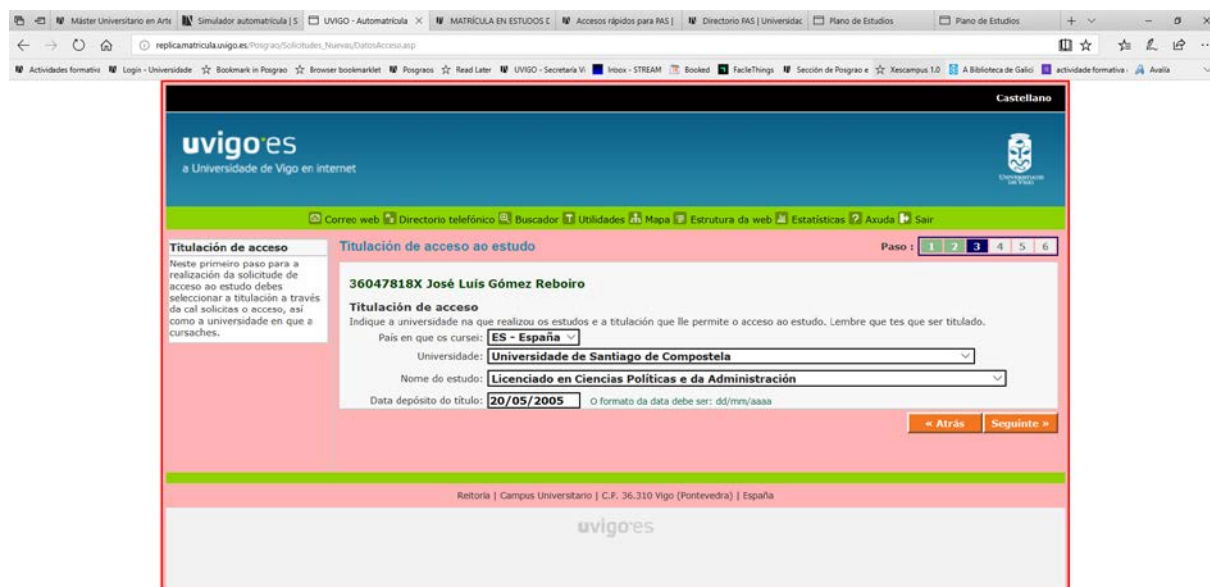 Máster Universitario en Arte
Simulador automatrícula | S
UVIGO - Automatrícula
MATRÍCULA EN ESTUDOS D
Accesos rápidos para PAS |
Directorio PAS | Universidac
Plano de Estudios
Plano de Estudios
replicamatricula.uvigo.es/Posgrao/Solicitudes_Nuevas/DatosAcceso.asp
Actividades formativa
Login - Universidade
Bookmark in Posgrao
Browser bookmarklet
Posgraos
Read Later
UVIGO - Secretaría Vi
Inbox - STREAM
Booked
FacileThings
Sección de Posgrao e
Xescampus 1.0
A Biblioteca de Galici
actividade formativa -
Avalía
Castellano
uvigo·es
a Universidade de Vigo en internet
Correo web Directorio telefónico Buscador Utilidades Mapa Estrutura da web Estatísticas Axuda Sair
Titulación de acceso
Neste primeiro paso para a
realización da solicitude de
acceso ao estudo debes
seleccionar a titulación a través
da cal solicitas o acceso, así
como a universidade en que a
cursaches.
Titulación de acceso ao estudo
Paso : 1 2 3 4 5 6
36047818X José Luís Gómez Reboiro
Titulación de acceso
Indique a universidade na que realizou os estudos e a titulación que lle permite o acceso ao estudo. Lembre que tes que ser titulado.
País en que os cursei: ES - España
Universidade: Universidade de Santiago de Compostela
Nome do estudo: Licenciado en Ciencias Políticas e da Administración
Data depósito do título: 20/05/2005 O formato da data debe ser: dd/mm/aaaa
« Atrás Seguinte »
Reitoría | Campus Universitario | C.P. 36.310 Vigo (Pontevedra) | España
uvigo·es